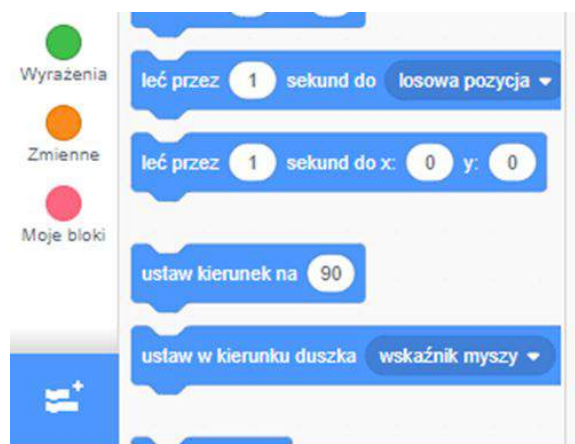 Wyrażenia
Zmienne
Moje bloki
leć przez 1 sekund do losowa pozycja
leć przez 1 sekund do x: 0 y: 0
ustaw kierunek na 90
ustaw w kierunku duszka wskaźnik myszy